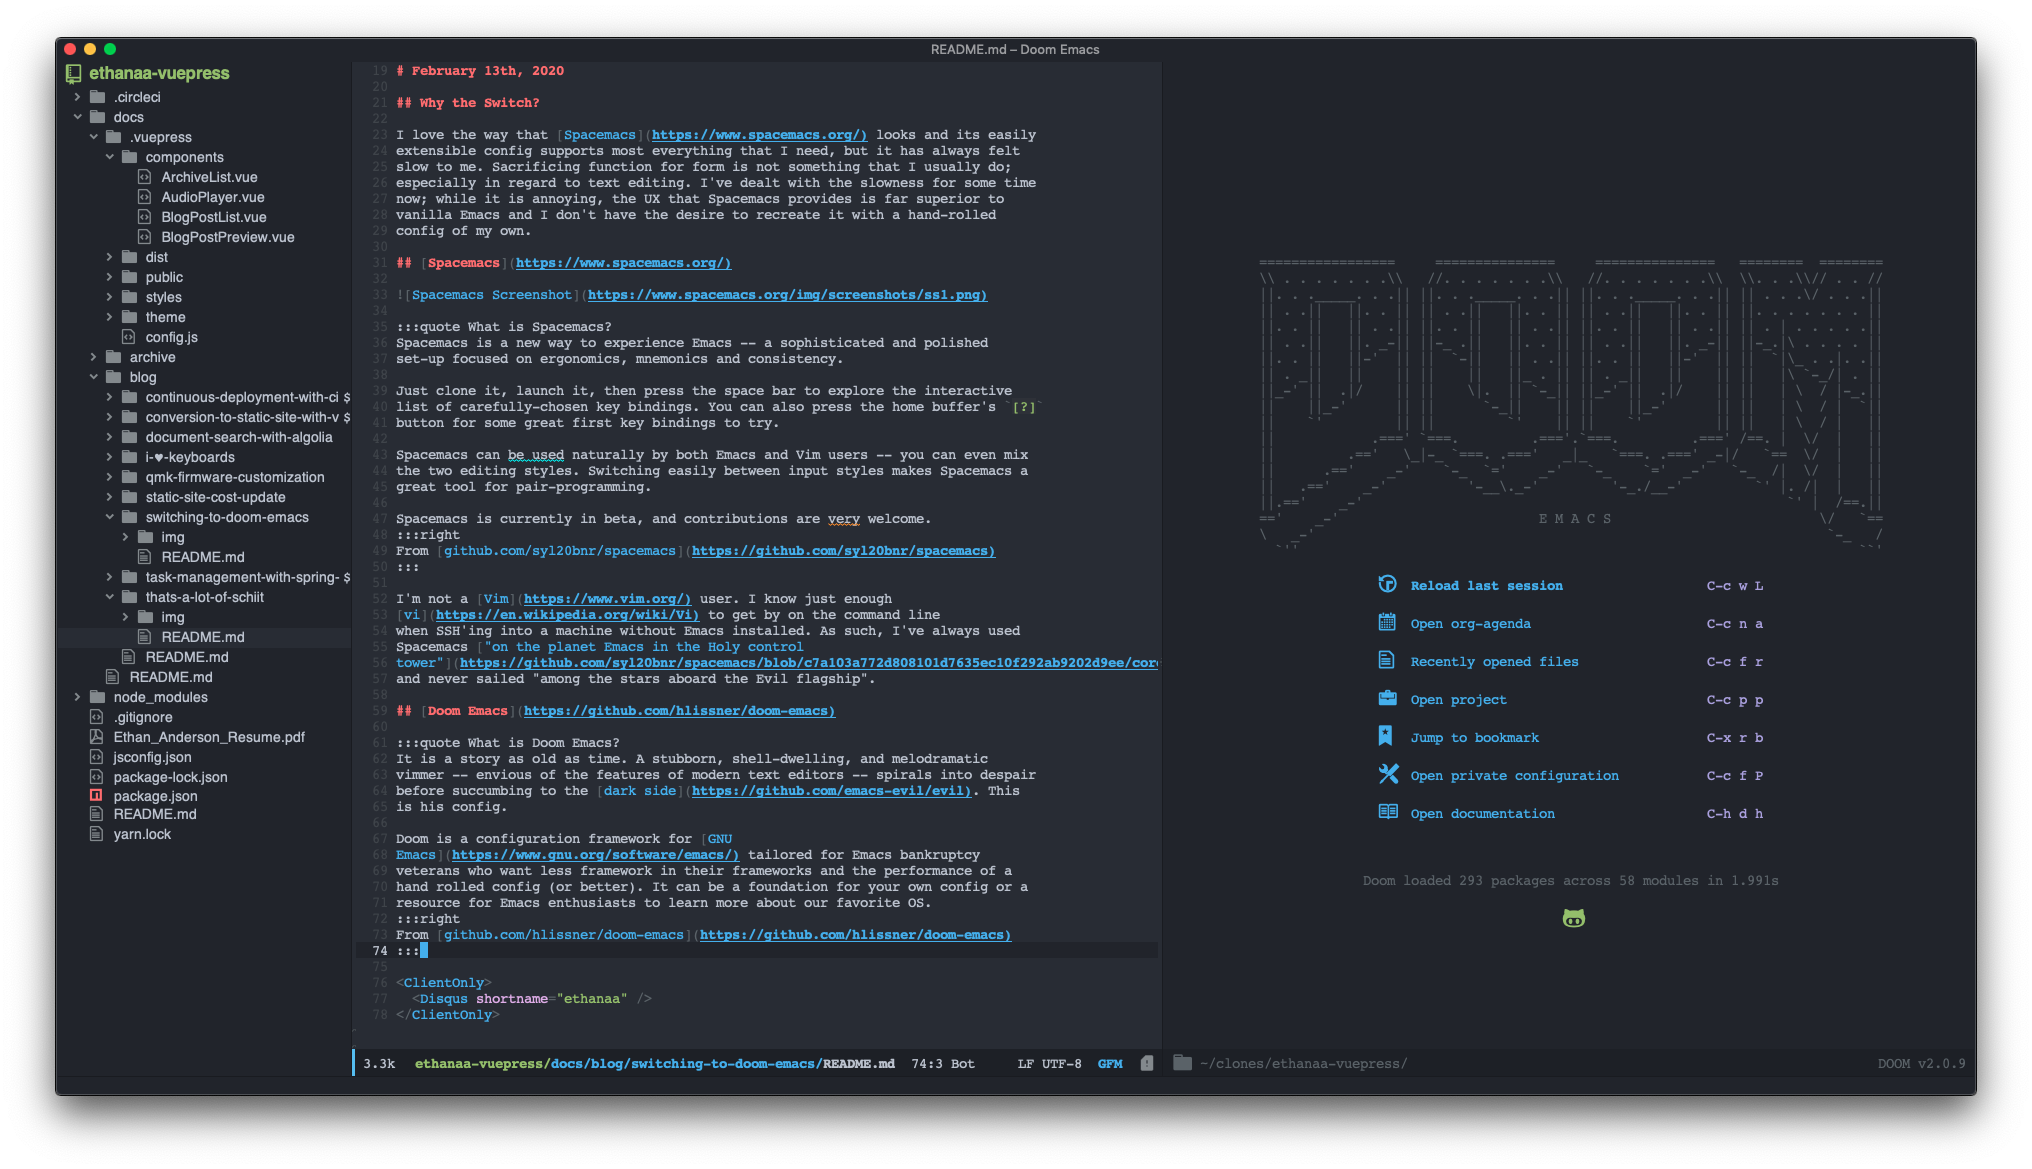 README.md – Doom Emacs
ethanaa-vuepress
.circleci
docs
.vuepress
components
ArchiveList.vue
AudioPlayer.vue
BlogPostList.vue
BlogPostPreview.vue
dist
public
styles
theme
config.js
archive
blog
continuous-deployment-with-ci $
conversion-to-static-site-with-v $
document-search-with-algolia
i-♥-keyboards
qmk-firmware-customization
static-site-cost-update
switching-to-doom-emacs
img
README.md
task-management-with-spring- $
thats-a-lot-of-schiit
img
README.md
README.md
README.md
node_modules
.gitignore
Ethan_Anderson_Resume.pdf
jsconfig.json
package-lock.json
package.json
README.md
yarn.lock
19 # February 13th, 2020
20
21 ## Why the Switch?
22
23 I love the way that [Spacemacs](https://www.spacemacs.org/) looks and its easily
24 extensible config supports most everything that I need, but it has always felt
25 slow to me. Sacrificing function for form is not something that I usually do;
26 especially in regard to text editing. I've dealt with the slowness for some time
27 now; while it is annoying, the UX that Spacemacs provides is far superior to
28 vanilla Emacs and I don't have the desire to recreate it with a hand-rolled
29 config of my own.
30
31 ## [Spacemacs](https://www.spacemacs.org/)
32
33 ![Spacemacs Screenshot](https://www.spacemacs.org/img/screenshots/ss1.png)
34
35 :::quote What is Spacemacs?
36 Spacemacs is a new way to experience Emacs -- a sophisticated and polished
37 set-up focused on ergonomics, mnemonics and consistency.
38
39 Just clone it, launch it, then press the space bar to explore the interactive
40 list of carefully-chosen key bindings. You can also press the home buffer's `[?]`
41 button for some great first key bindings to try.
42
43 Spacemacs can be used naturally by both Emacs and Vim users -- you can even mix
44 the two editing styles. Switching easily between input styles makes Spacemacs a
45 great tool for pair-programming.
46
47 Spacemacs is currently in beta, and contributions are very welcome.
48 :::right
49 From [github.com/syl20bnr/spacemacs](https://github.com/syl20bnr/spacemacs)
50 :::
51
52 I'm not a [Vim](https://www.vim.org/) user. I know just enough
53 [vi](https://en.wikipedia.org/wiki/Vi) to get by on the command line
54 when SSH'ing into a machine without Emacs installed. As such, I've always used
55 Spacemacs ["on the planet Emacs in the Holy control
56 tower"](https://github.com/syl20bnr/spacemacs/blob/c7a103a772d808101d7635ec10f292ab9202d9ee/cor
57 and never sailed "among the stars aboard the Evil flagship".
58
59 ## [Doom Emacs](https://github.com/hlissner/doom-emacs)
60
61 :::quote What is Doom Emacs?
62 It is a story as old as time. A stubborn, shell-dwelling, and melodramatic
63 vimmer -- envious of the features of modern text editors -- spirals into despair
64 before succumbing to the [dark side](https://github.com/emacs-evil/evil). This
65 is his config.
66
67 Doom is a configuration framework for [GNU
68 Emacs](https://www.gnu.org/software/emacs/) tailored for Emacs bankruptcy
69 veterans who want less framework in their frameworks and the performance of a
70 hand rolled config (or better). It can be a foundation for your own config or a
71 resource for Emacs enthusiasts to learn more about our favorite OS.
72 :::right
73 From [github.com/hlissner/doom-emacs](https://github.com/hlissner/doom-emacs)
74 :::
75
76 <ClientOnly>
77 <Disqus shortname="ethanaa" />
78 </ClientOnly>
3.3k ethanaa-vuepress/docs/blog/switching-to-doom-emacs/README.md 74:3 Bot LF UTF-8 GFM
EMACS
Reload last session C-c w L
Open org-agenda C-c n a
Recently opened files C-c f r
Open project C-c p p
Jump to bookmark C-x r b
Open private configuration C-c f P
Open documentation C-h d h
Doom loaded 293 packages across 58 modules in 1.991s
~/clones/ethanaa-vuepress/ DOOM v2.0.9